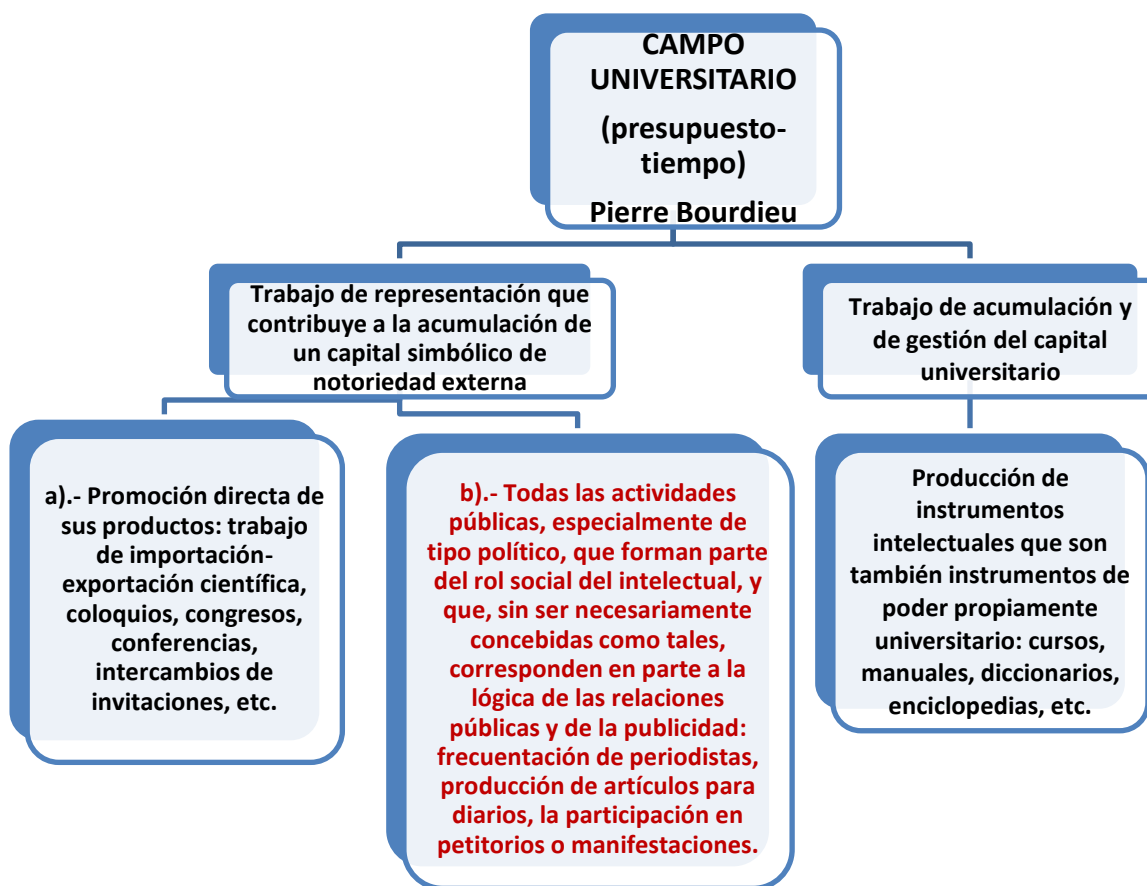 CAMPO
UNIVERSITARIO
(presupuesto-
tiempo)
Pierre Bourdieu
Trabajo de representación que
contribuye a la acumulación de
un capital simbólico de
notoriedad externa
Trabajo de acumulación y
de gestión del capital
universitario
a).- Promoción directa de
sus productos: trabajo
de importación-
exportación científica,
coloquios, congresos,
conferencias,
intercambios de
invitaciones, etc.
b).- Todas las actividades
públicas, especialmente de
tipo político, que forman parte
del rol social del intelectual, y
que, sin ser necesariamente
concebidas como tales,
corresponden en parte a la
lógica de las relaciones
públicas y de la publicidad:
frecuentación de periodistas,
producción de artículos para
diarios, la participación en
petitorios o manifestaciones.
Producción de
instrumentos
intelectuales que son
también instrumentos de
poder propiamente
universitario: cursos,
manuales, diccionarios,
enciclopedias, etc.